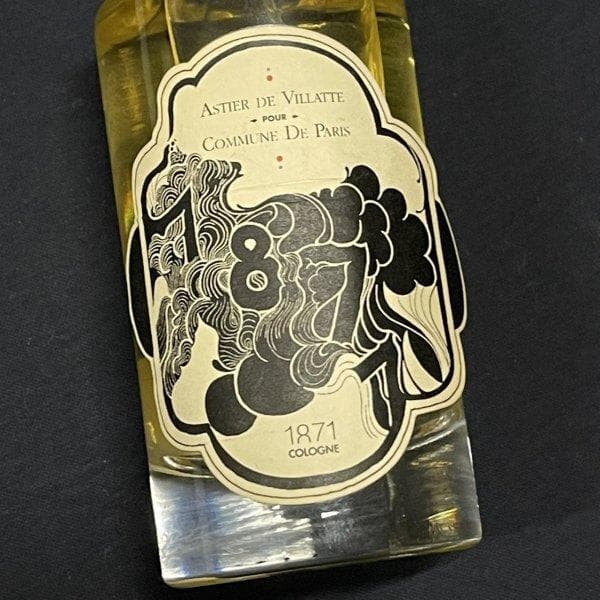 ASTIER DE VILLATTE
POUR
COMMUNE DE PARIS
1871
1871
COLOGNE